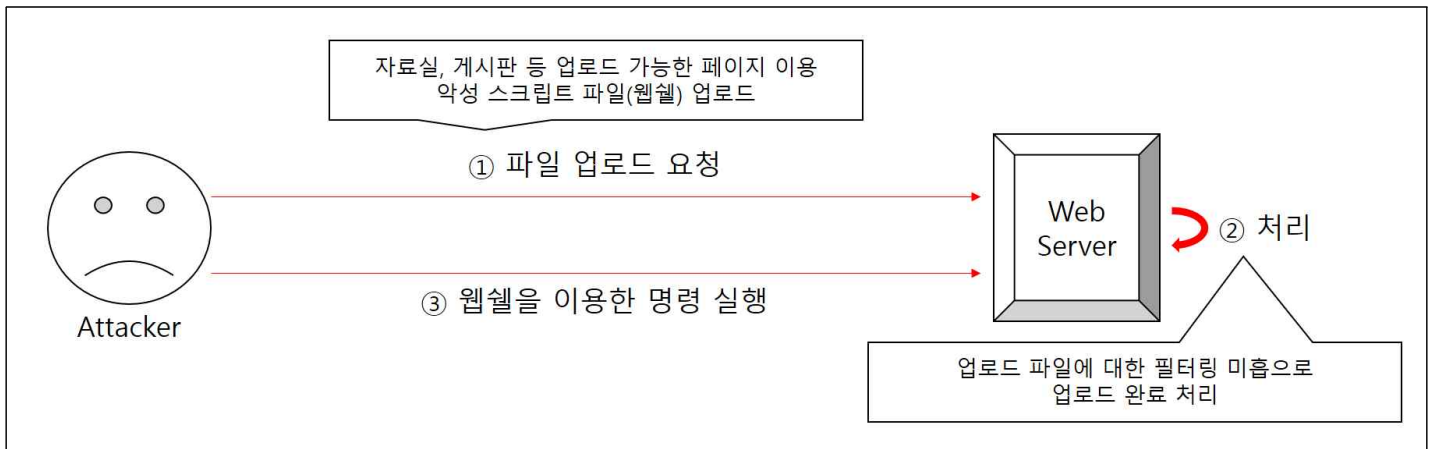 자료실, 게시판 등 업로드 가능한 페이지 이용
악성 스크립트 파일(웹쉘) 업로드
① 파일 업로드 요청
Web
Server
② 처리
③ 웹쉘을 이용한 명령 실행
Attacker
업로드 파일에 대한 필터링 미흡으로
업로드 완료 처리